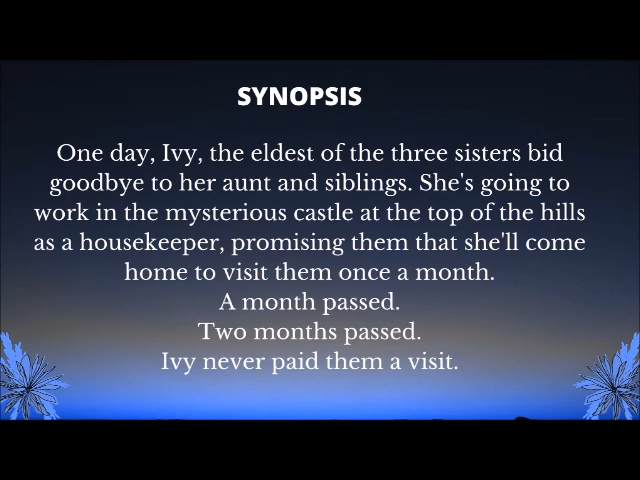 SYNOPSIS
One day, Ivy, the eldest of the three sisters bid
goodbye to her aunt and siblings. She's going to
work in the mysterious castle at the top of the hills
as a housekeeper, promising them that she'll come
home to visit them once a month.
A month passed.
Two months passed.
Ivy never paid them a visit.